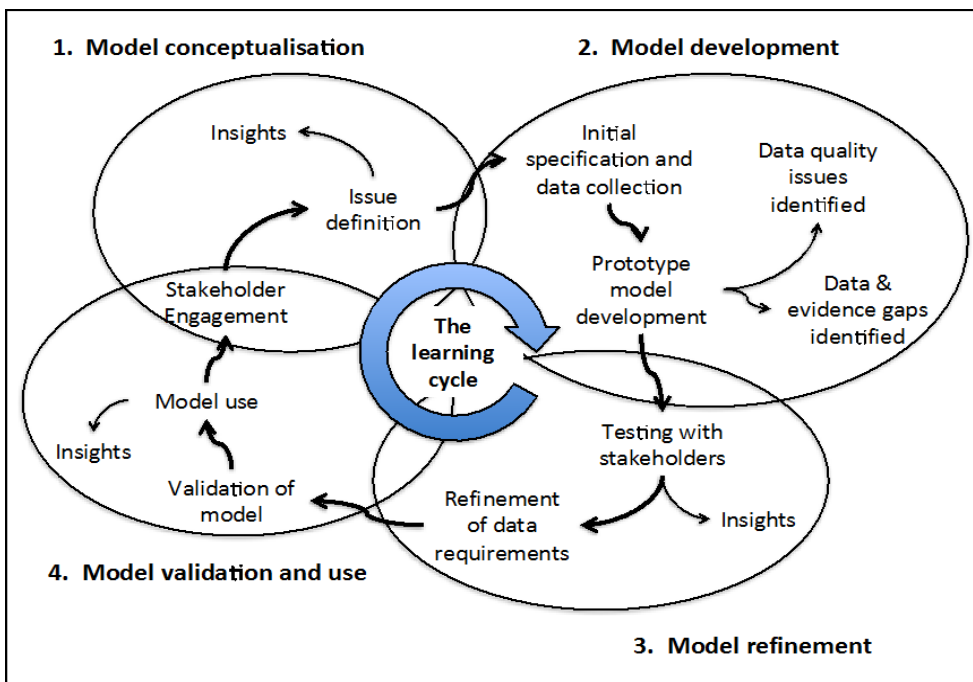 1. Model conceptualisation
2. Model development
Insights
Issue
definition
Initial
specification and
data collection
Data quality
issues
identified
Prototype
model
development
Data &
evidence gaps
identified
Stakeholder
Engagement
The
learning
cycle
Model use
Insights
Validation of
model
Testing with
stakeholders
Refinement
of data
requirements
Insights
4. Model validation and use
3. Model refinement